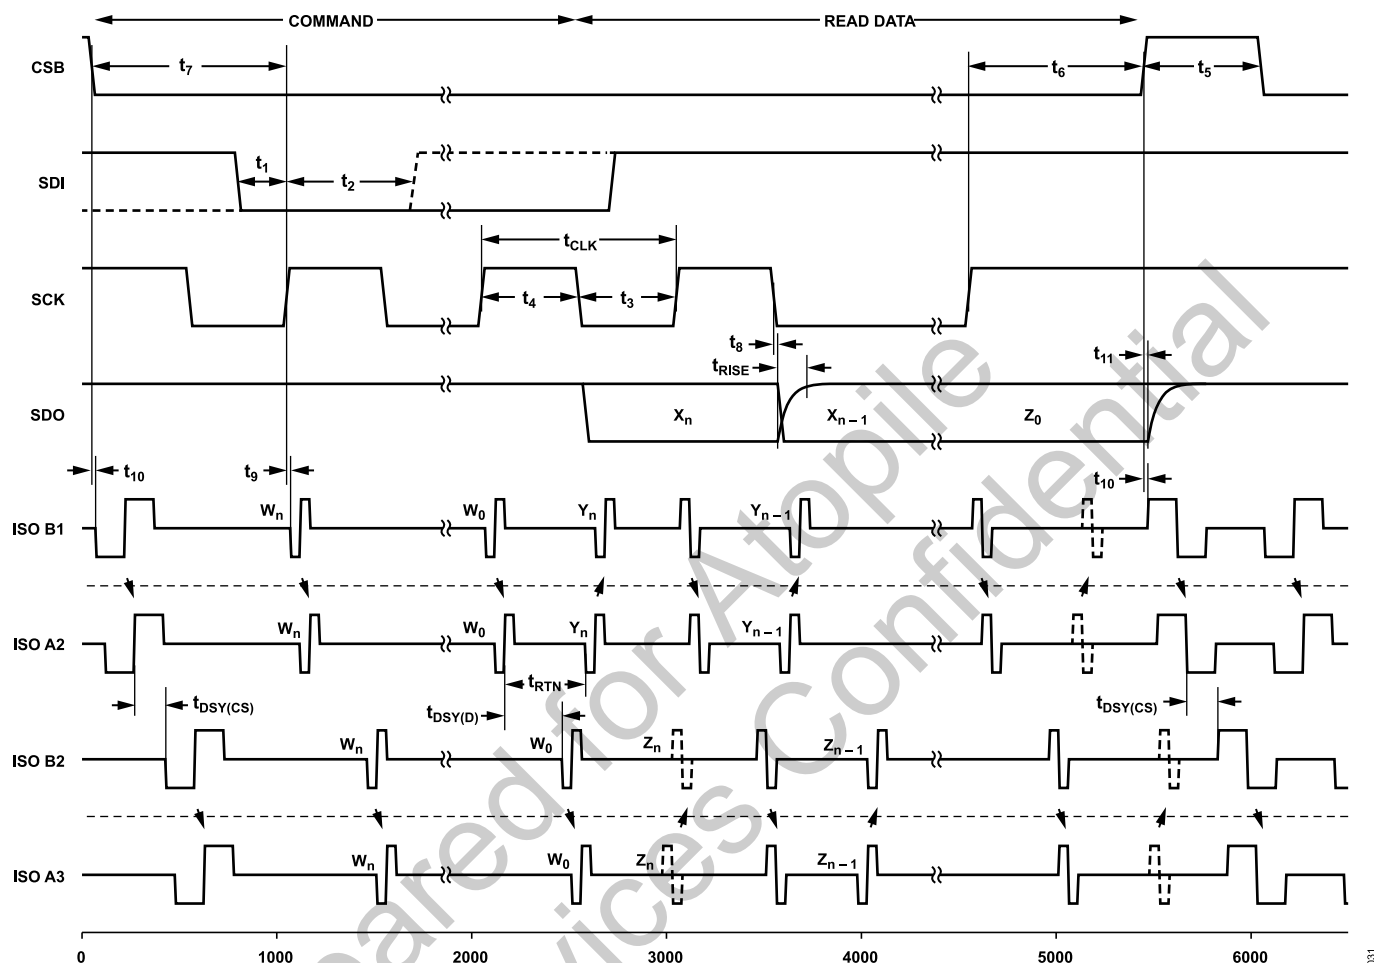 COMMAND READ DATA
CSB t7 t6 t5
SDI t1 t2
tCLK
SCK t4 t3
t8 t11
tRISE
SDO Xn Xn – 1 Z0
t10 t9 t10
ISO B1 Wn W0 Yn Yn – 1
ISO A2 Wn W0 Yn Yn – 1
tRTN
tDSY(CS) tDSY(D) tDSY(CS)
ISO B2 Wn W0 Zn Zn – 1
ISO A3 Wn W0 Zn Zn – 1
0 1000 2000 3000 4000 5000 6000
031
ared for Atopile
vices Confidential